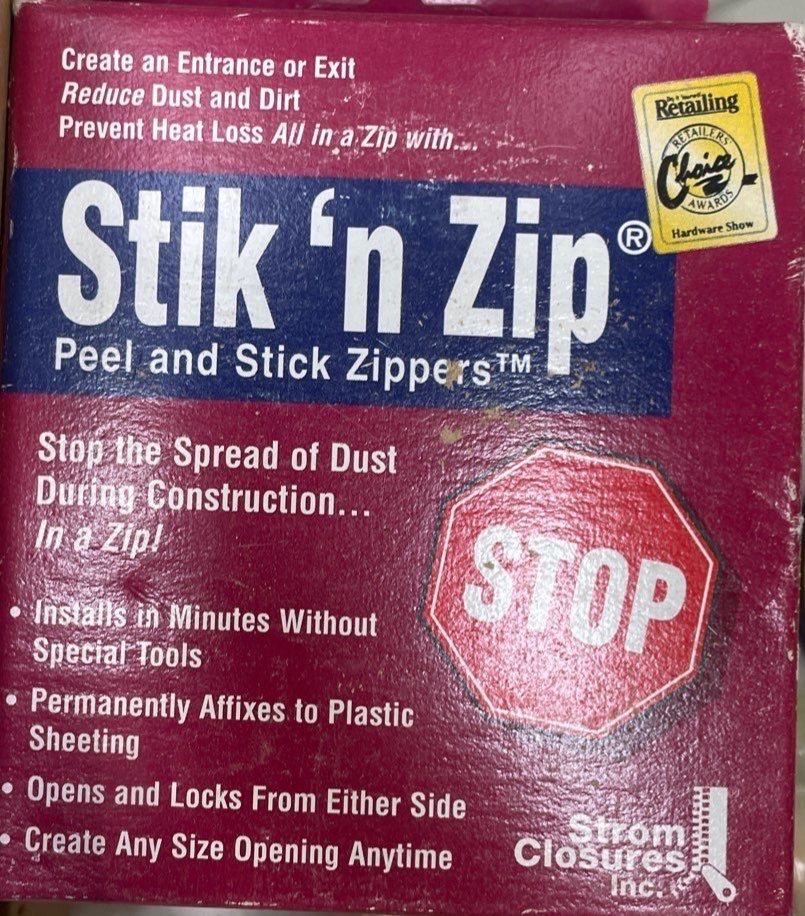 Create an Entrance or Exit
Reduce Dust and Dirt
Prevent Heat Loss All in a Zip with...
Retailing
RETAILERS'
Choice
AWARDS
Hardware Show
Stik ‘n Zip®
Peel and Stick Zippers™
Stop the Spread of Dust
During Construction...
In a Zip!
STOP
• Installs in Minutes Without
Special Tools
• Permanently Affixes to Plastic
Sheeting
• Opens and Locks From Either Side
• Create Any Size Opening Anytime
Strom
Closures
Inc.